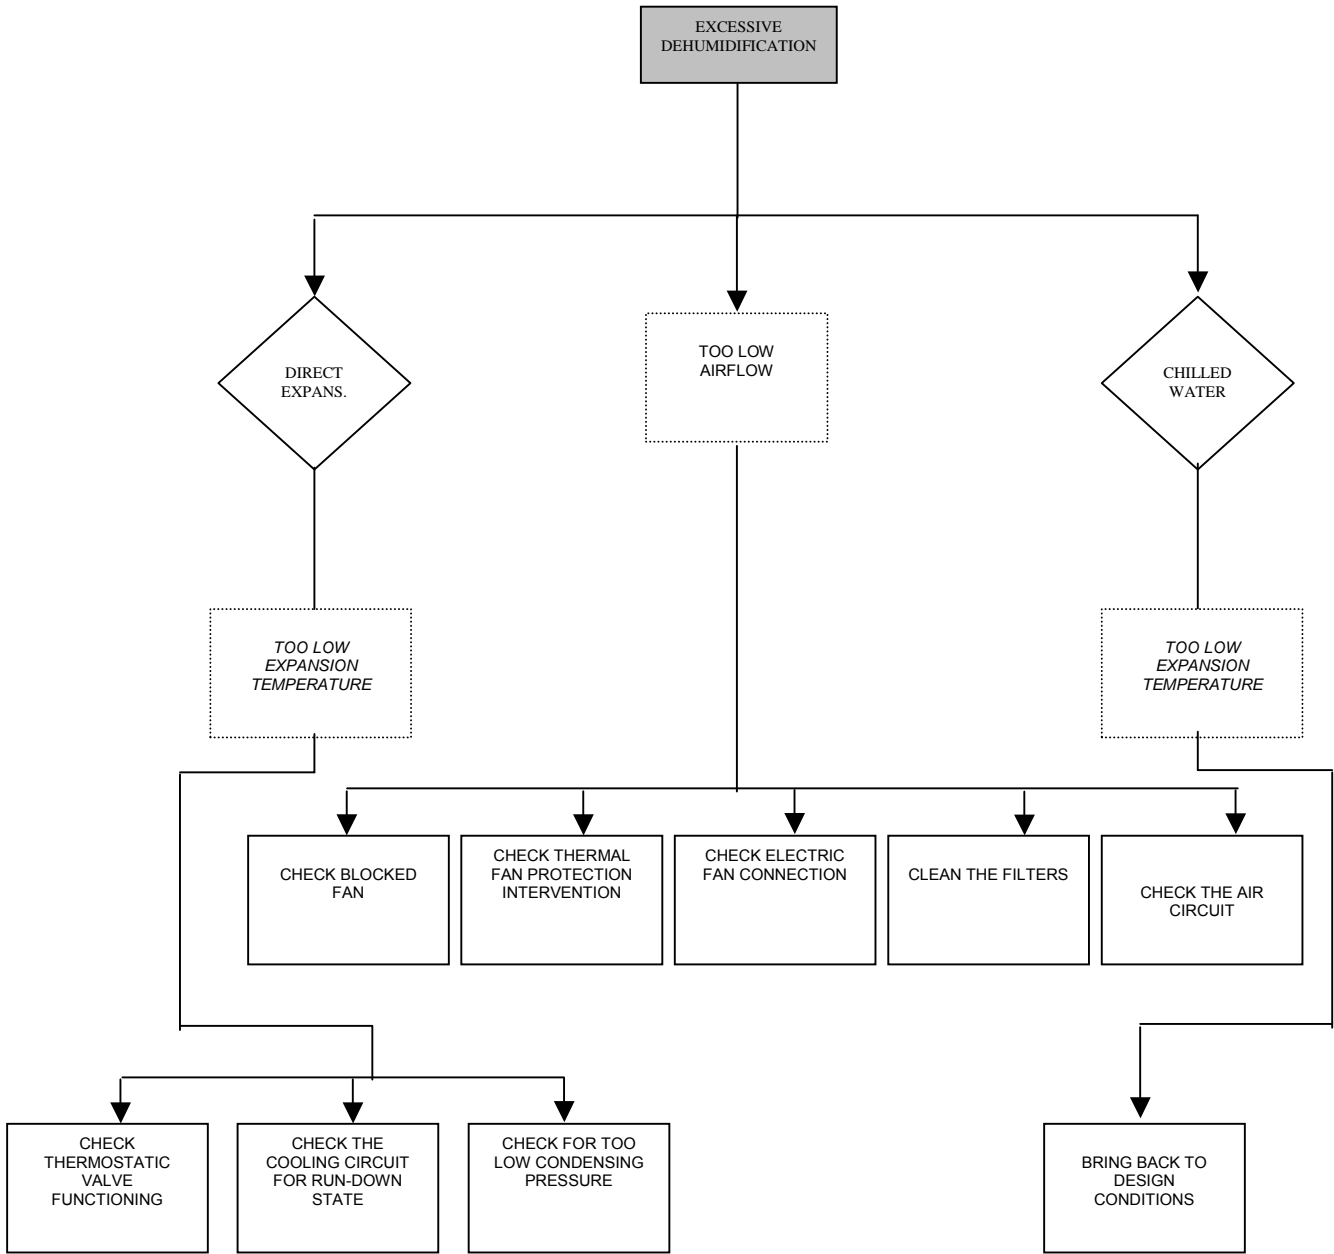 EXCESSIVE
DEHUMIDIFICATION
DIRECT
EXPANS.
TOO LOW
AIRFLOW
CHILLED
WATER
TOO LOW
EXPANSION
TEMPERATURE
TOO LOW
EXPANSION
TEMPERATURE
CHECK BLOCKED
FAN
CHECK THERMAL
FAN PROTECTION
INTERVENTION
CHECK ELECTRIC
FAN CONNECTION
CLEAN THE FILTERS
CHECK THE AIR
CIRCUIT
CHECK
THERMOSTATIC
VALVE
FUNCTIONING
CHECK THE
COOLING CIRCUIT
FOR RUN-DOWN
STATE
CHECK FOR TOO
LOW CONDENSING
PRESSURE
BRING BACK TO
DESIGN
CONDITIONS